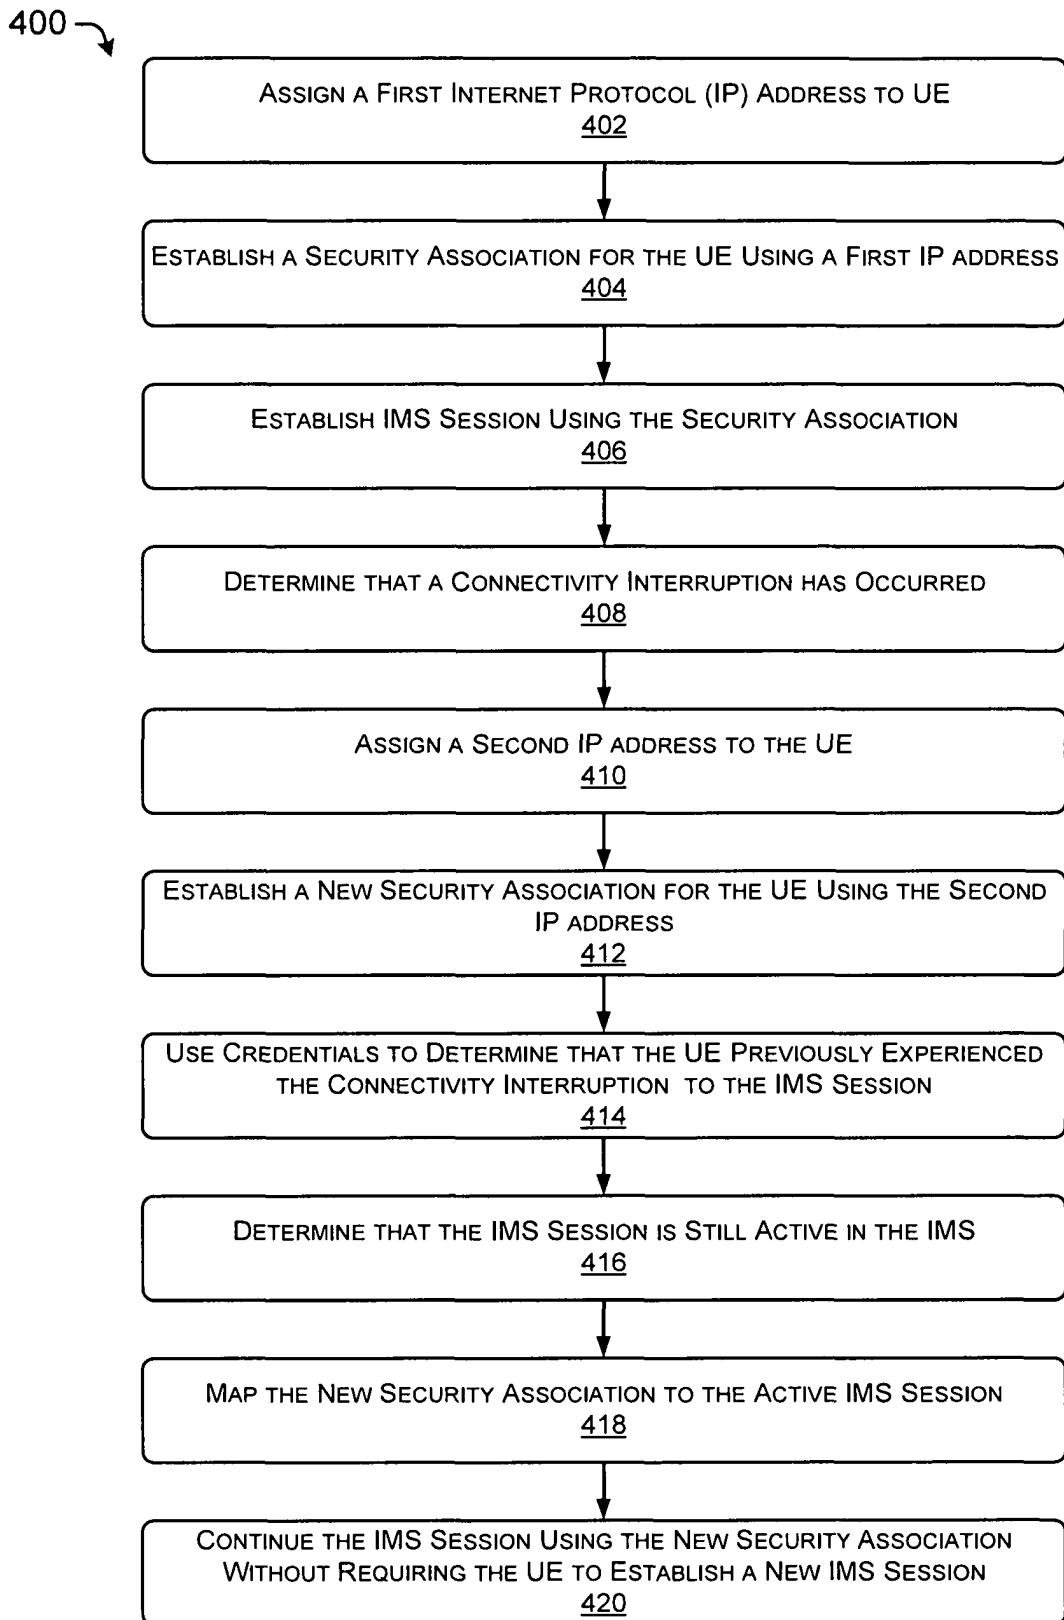 400
ASSIGN A FIRST INTERNET PROTOCOL (IP) ADDRESS TO UE
402
ESTABLISH A SECURITY ASSOCIATION FOR THE UE USING A FIRST IP ADDRESS
404
ESTABLISH IMS SESSION USING THE SECURITY ASSOCIATION
406
DETERMINE THAT A CONNECTIVITY INTERRUPTION HAS OCCURRED
408
ASSIGN A SECOND IP ADDRESS TO THE UE
410
ESTABLISH A NEW SECURITY ASSOCIATION FOR THE UE USING THE SECOND
IP ADDRESS
412
USE CREDENTIALS TO DETERMINE THAT THE UE PREVIOUSLY EXPERIENCED
THE CONNECTIVITY INTERRUPTION TO THE IMS SESSION
414
DETERMINE THAT THE IMS SESSION IS STILL ACTIVE IN THE IMS
416
MAP THE NEW SECURITY ASSOCIATION TO THE ACTIVE IMS SESSION
418
CONTINUE THE IMS SESSION USING THE NEW SECURITY ASSOCIATION
WITHOUT REQUIRING THE UE TO ESTABLISH A NEW IMS SESSION
420